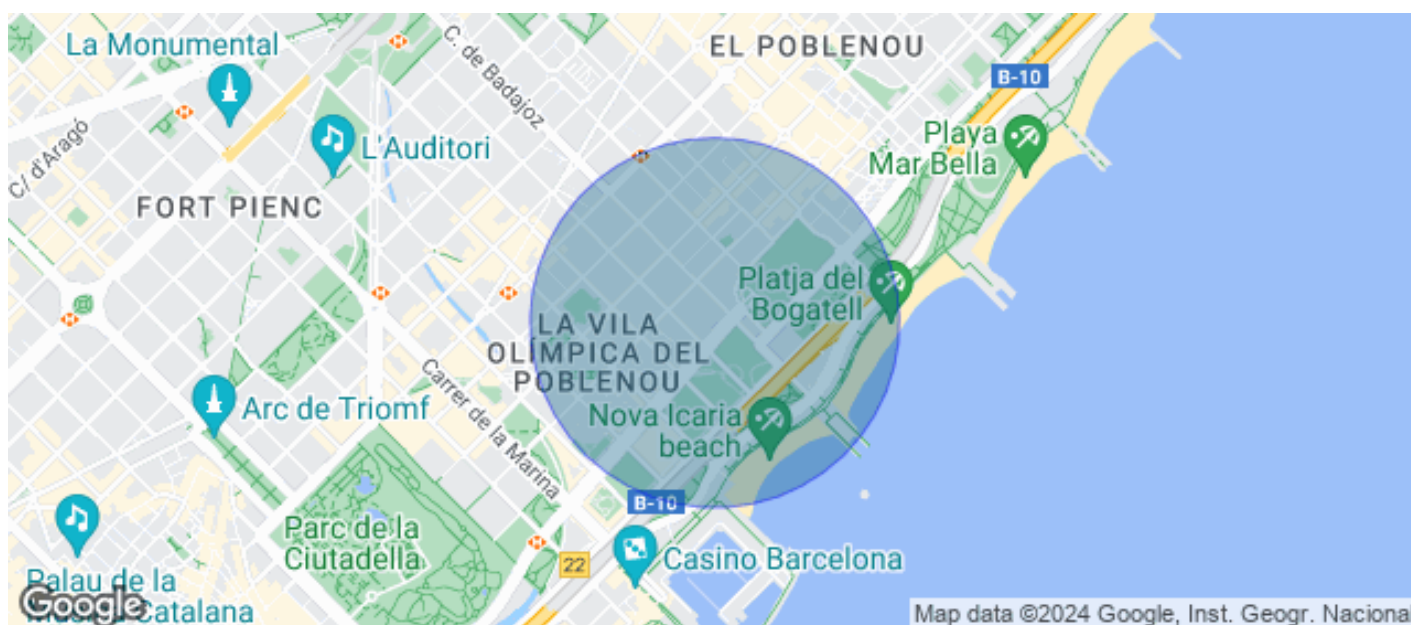 La Monumental
C. de Badajoz
EL POBLENOU
B-10
L'Auditori
C/ d'Aragó
Playa
Mar Bella
FORT PIENC
Platja del
Bogatell
LA VILA
OLÍMPICA DEL
POBLENOU
Carrer de la Marina
Arc de Triomf
Nova Icaria
beach
B-10
Parc de la
Ciutadella
22
Casino Barcelona
Palau de la
Catalana
Google
Map data ©2024 Google, Inst. Geogr. Nacional